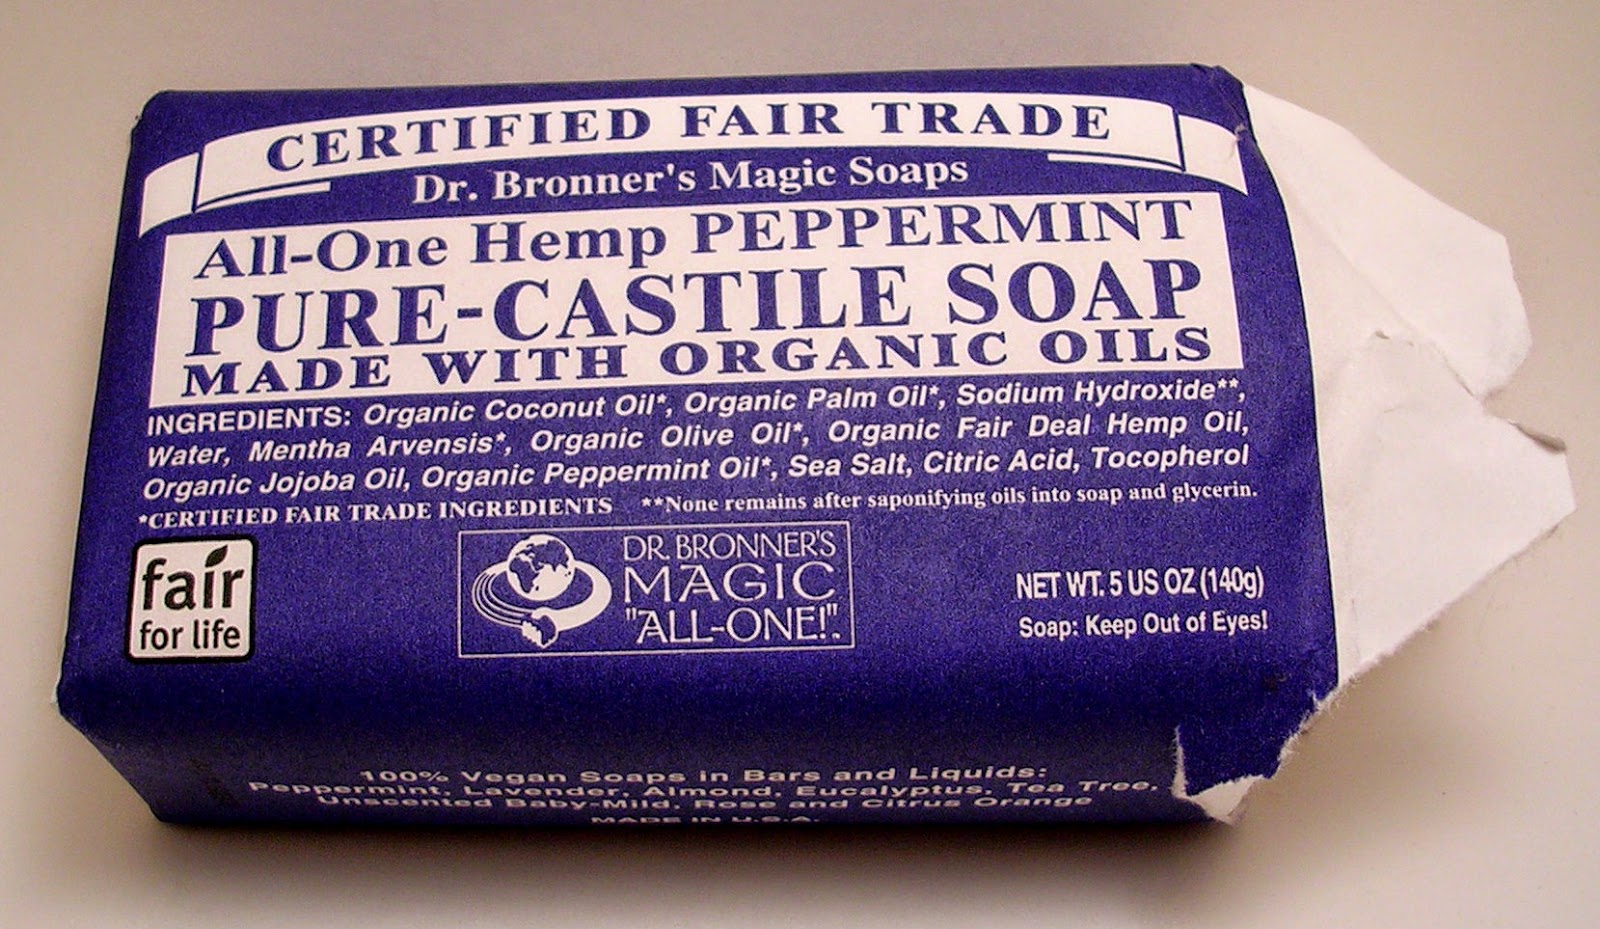 CERTIFIED FAIR TRADE
Dr. Bronner's Magic Soaps
All-One Hemp PEPPERMINT
PURE-CASTILE SOAP
MADE WITH ORGANIC OILS
INGREDIENTS: Organic Coconut Oil*, Organic Palm Oil*, Sodium Hydroxide**,
Water, Mentha Arvensis*, Organic Olive Oil*, Organic Fair Deal Hemp Oil,
Organic Jojoba Oil, Organic Peppermint Oil*, Sea Salt, Citric Acid, Tocopherol
*CERTIFIED FAIR TRADE INGREDIENTS **None remains after saponifying oils into soap and glycerin.
fair
for life
DR. BRONNER'S
MAGIC
"ALL-ONE!".
NET WT. 5 US OZ (140g)
Soap: Keep Out of Eyes!
100% Vegan Soaps in Bars and Liquids:
Peppermint, Lavender, Almond, Eucalyptus, Tea Tree,
Unscented Baby-Mild, Rose and Citrus Orange
MADE IN U.S.A.